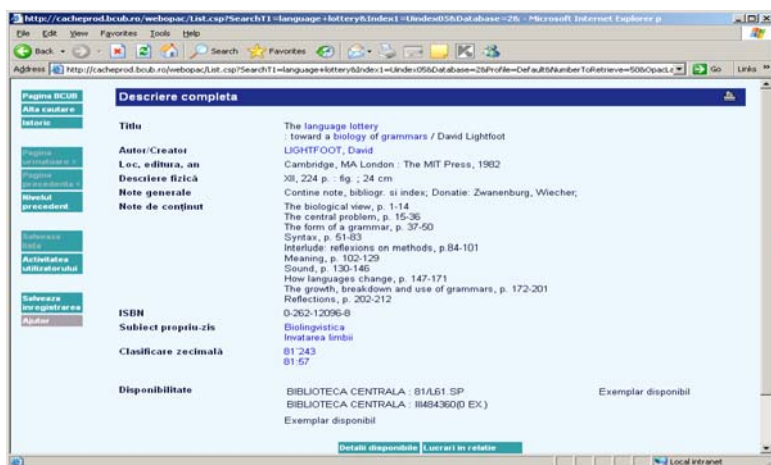 http://cacheprod.bcub.ro/webopac/List.csp?SearchT1=language+lottery&Index1=Uindex05&Database=2& - Microsoft Internet Explorer p
File Edit View Favorites Tools Help
Back Search Favorites
Address http://cacheprod.bcub.ro/webopac/List.csp?SearchT1=language+lottery&Index1=Uindex05&Database=2&Profile=Default&NumberToRetrieve=50&OpacLa Go Links »
Pagina BCUB
Alta cautare
Istoric
Pagina urmatoare >
Pagina precedenta <
Nivelul precedent
Salveaza lista
Activitatea utilizatorului
Salveaza inregistrarea
Ajutor
Descriere completa
Titlu The language lottery
: toward a biology of grammars / David Lightfoot
Autor/Creator LIGHTFOOT, David
Loc, editura, an Cambridge, MA London : The MIT Press, 1982
Descriere fizică XII, 224 p. : fig. ; 24 cm
Note generale Contine note, bibliogr. si index; Donatie: Zwanenburg, Wiecher;
Note de conținut The biological view, p. 1-14
The central problem, p. 15-36
The form of a grammar, p. 37-50
Syntax, p. 51-83
Interlude: reflexions on methods, p.84-101
Meaning, p. 102-129
Sound, p. 130-146
How languages change, p. 147-171
The growth, breakdown and use of grammars, p. 172-201
Reflections, p. 202-212
ISBN 0-262-12096-8
Subiect propriu-zis Biolingvistica
Invatarea limbii
Clasificare zecimală 81'243
81:57
Disponibilitate BIBLIOTECA CENTRALA : 81/L61 SP Exemplar disponibil
BIBLIOTECA CENTRALA : III484360(0 EX.)
Exemplar disponibil
Detalii disponibile Lucrari in relatie
Local intranet